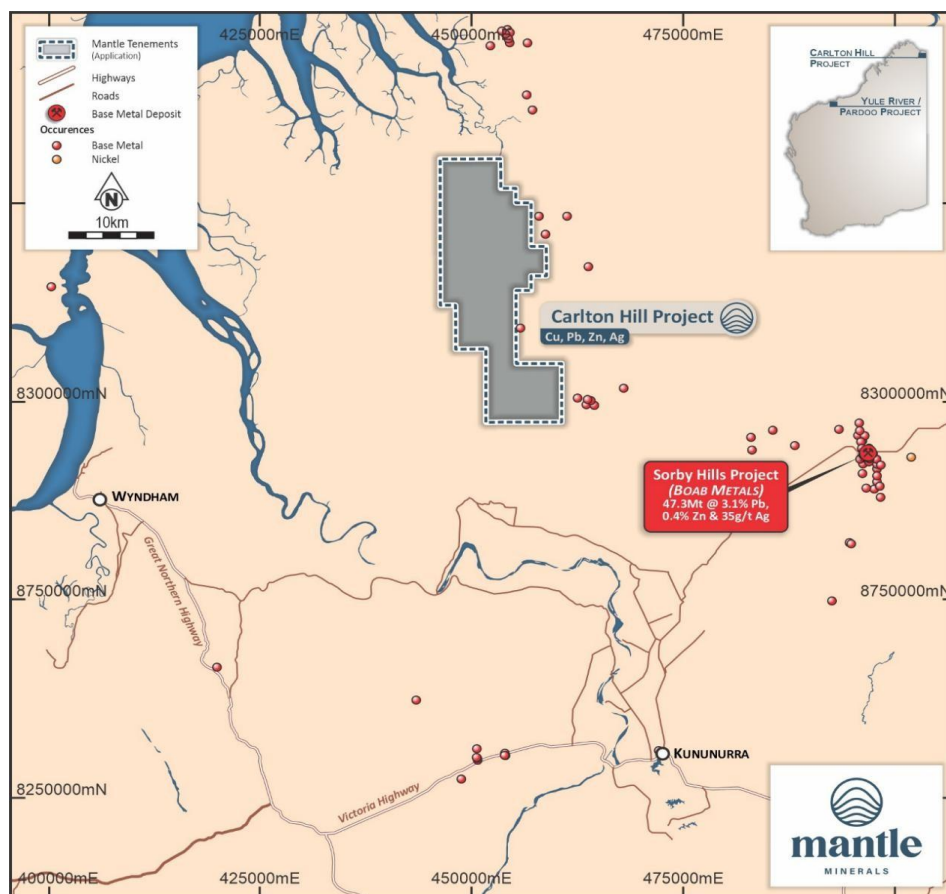 425000mE
450000mE
475000mE
Mantle Tenements
(Application)
Highways
Roads
Base Metal Deposit
Occurences
Base Metal
Nickel
N
10km
CARLTON HILL
PROJECT
YULE RIVER /
PARDOO PROJECT
Carlton Hill Project
Cu, Pb, Zn, Ag
8300000mN
8300000mN
Sorby Hills Project
(BOAB METALS)
47.3Mt @ 3.1% Pb,
0.4% Zn & 35g/t Ag
WYNDHAM
Great Northern Highway
8750000mN
8750000mN
KUNUNURRA
Victoria Highway
8250000mN
mantle
MINERALS
400000mE
425000mE
450000mE
475000mE